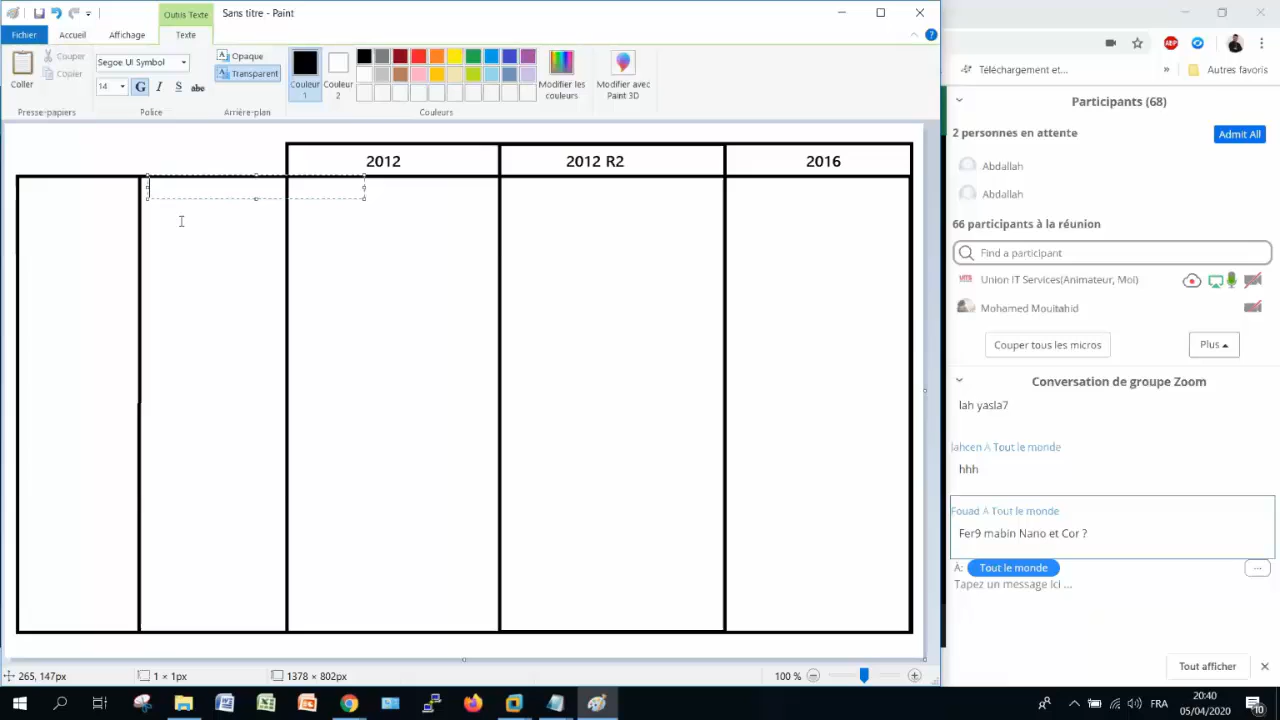 Outils Texte
Sans titre - Paint
Fichier
Accueil
Affichage
Texte
Coller
Couper
Copier
Presse-papiers
Segoe UI Symbol
14
G
I
S
abc
Police
Opaque
Transparent
Arrière-plan
Couleur 1
Couleur 2
Modifier les couleurs
Modifier avec Paint 3D
Couleurs
2012
2012 R2
2016
265, 147px
1 × 1px
1378 × 802px
100 %
ABP
Téléchargement et...
»
Autres favoris
Participants (68)
2 personnes en attente
Admit All
Abdallah
Abdallah
66 participants à la réunion
Find a participant
Union IT Services(Animateur, Moi)
Mohamed Mouitahid
Couper tous les micros
Plus
Conversation de groupe Zoom
lah yasla7
lahcen À Tout le monde
hhh
Fouad À Tout le monde
Fer9 mabin Nano et Cor ?
À:
Tout le monde
...
Tapez un message ici ...
Tout afficher
FRA
20:40
05/04/2020